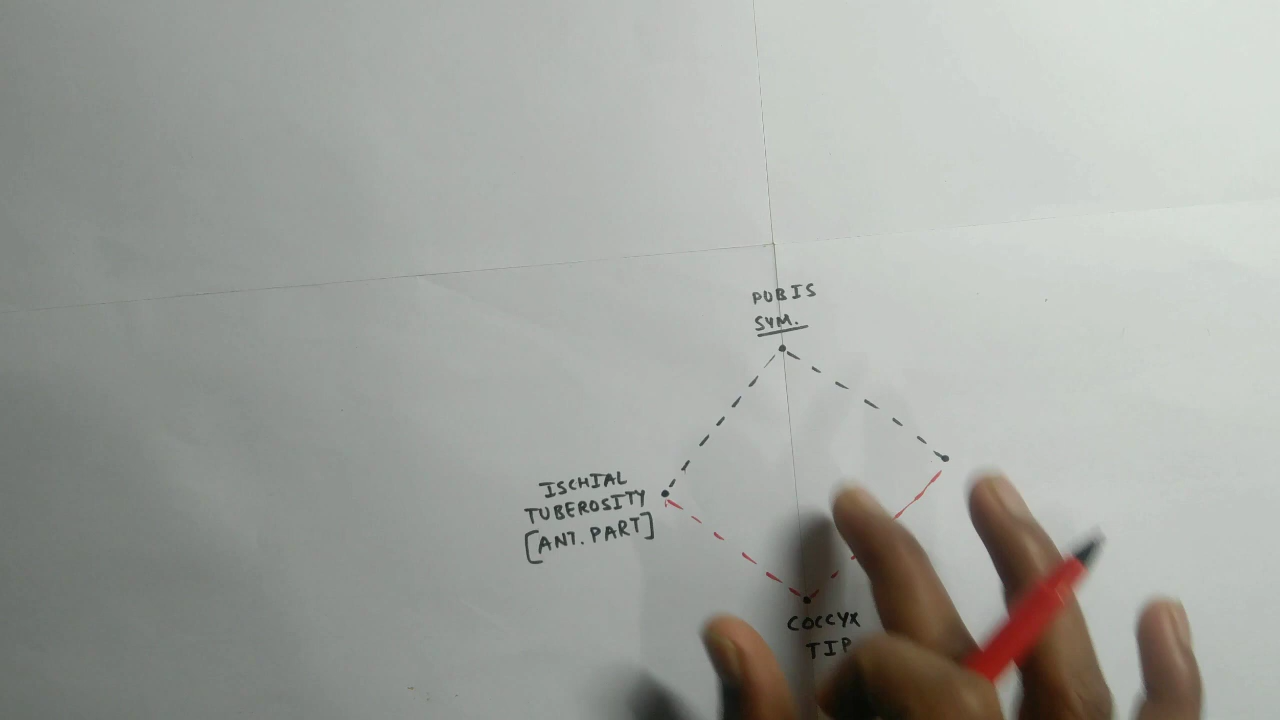 PUBIS
SYM.
ISCHIAL
TUBEROSITY
[ANT. PART]
COCCYX
TIP